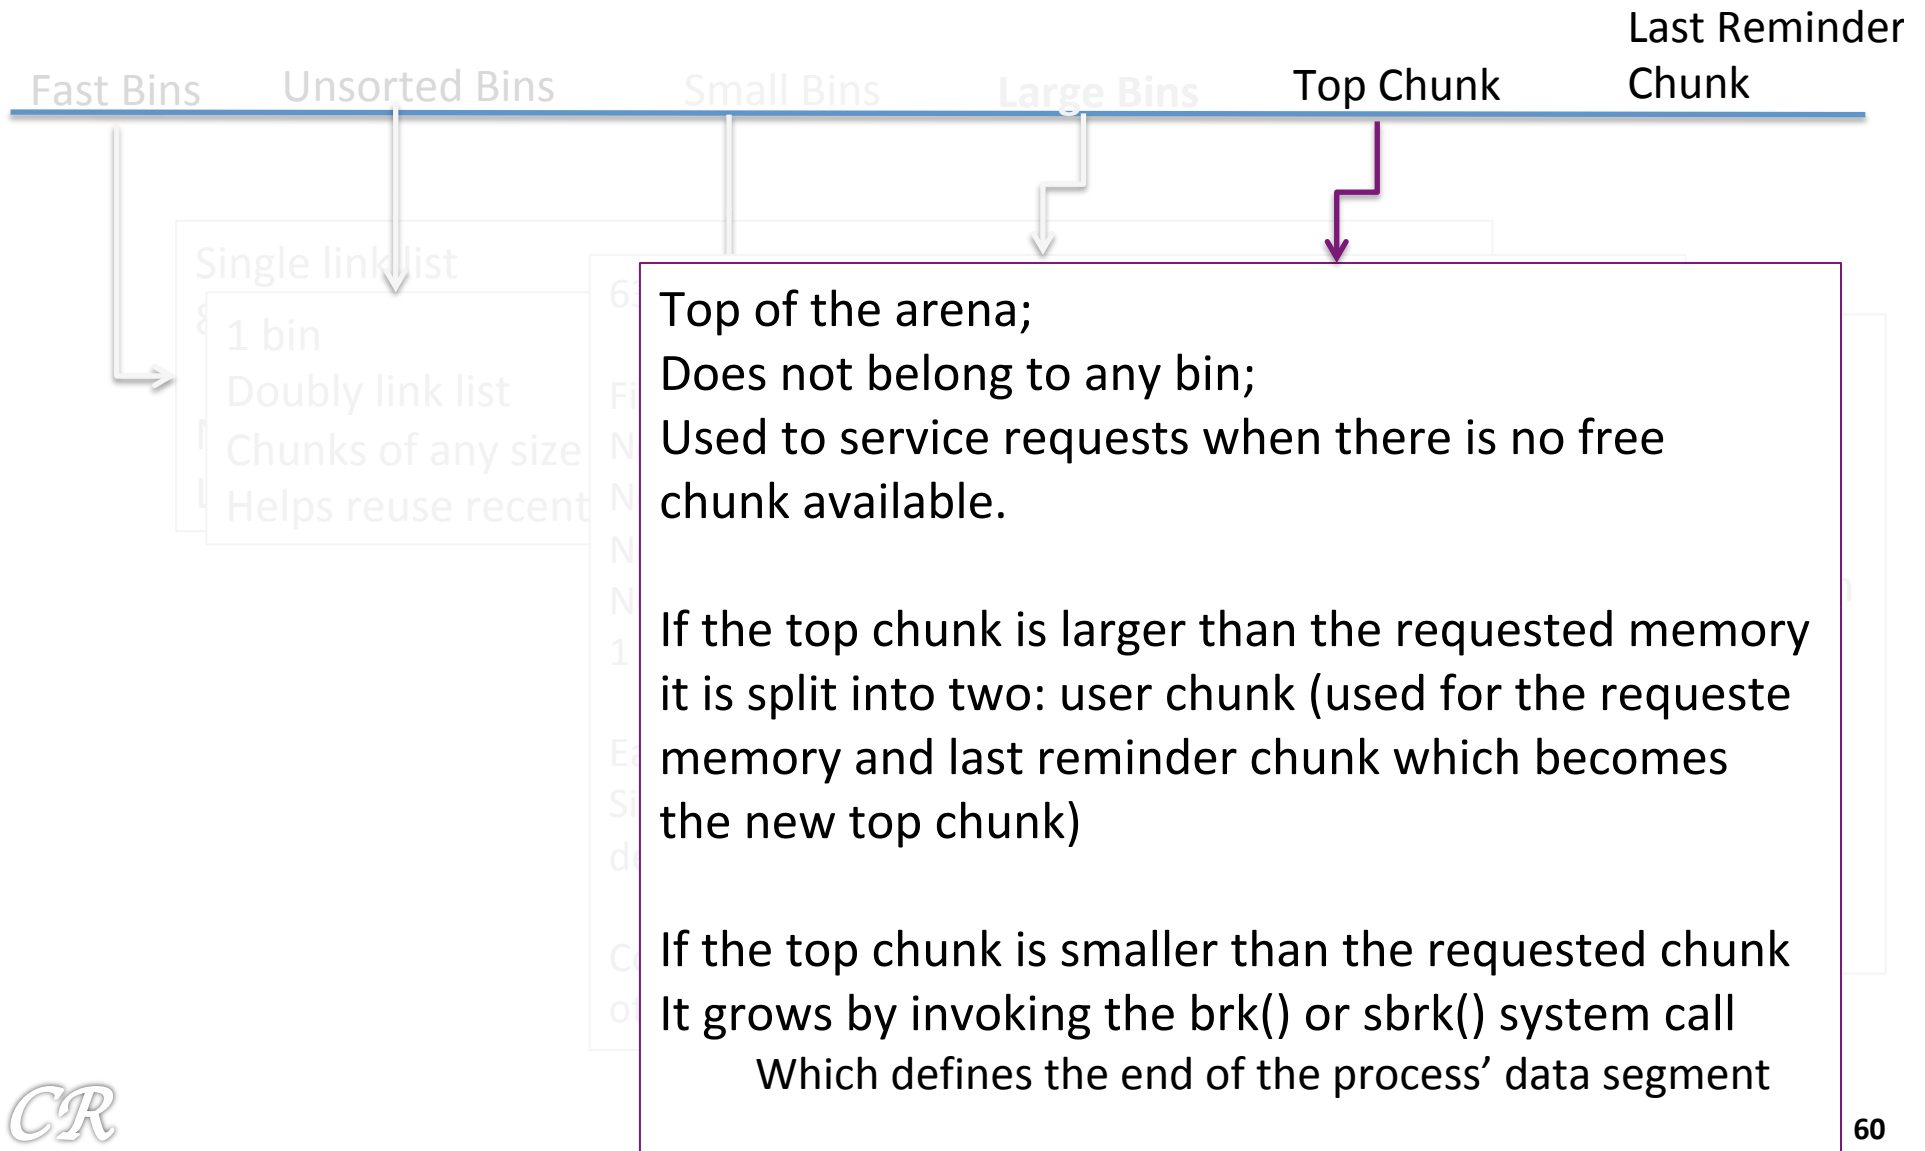 Last Reminder
Fast Bins Unsorted Bins Small Bins Large Bins Top Chunk Chunk
Single link list
1 bin
Doubly link list
Chunks of any size
Helps reuse recent
Top of the arena;
Does not belong to any bin;
Used to service requests when there is no free
chunk available.
If the top chunk is larger than the requested memory
it is split into two: user chunk (used for the requeste
memory and last reminder chunk which becomes
the new top chunk)
If the top chunk is smaller than the requested chunk
It grows by invoking the brk() or sbrk() system call
Which defines the end of the process’ data segment
CR
60